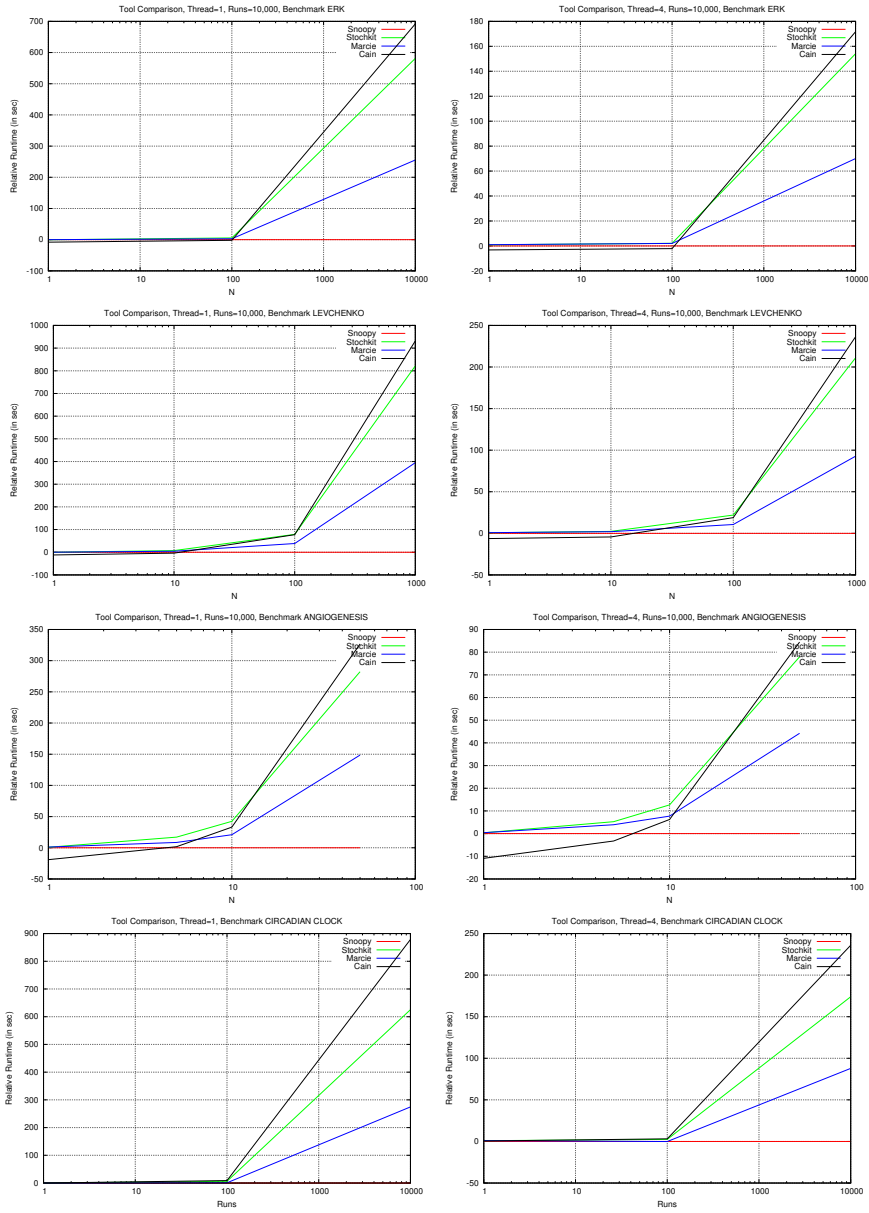 Tool Comparison, Thread=1, Runs=10,000, Benchmark ERK
Snoopy
Stochkit
Marcie
Cain
700
600
500
400
300
200
100
0
-100
1
10
100
1000
10000
Relative Runtime (in sec)
N
Tool Comparison, Thread=4, Runs=10,000, Benchmark ERK
Snoopy
Stochkit
Marcie
Cain
180
160
140
120
100
80
60
40
20
0
-20
1
10
100
1000
10000
Relative Runtime (in sec)
N
Tool Comparison, Thread=1, Runs=10,000, Benchmark LEVCHENKO
Snoopy
Stochkit
Marcie
Cain
1000
900
800
700
600
500
400
300
200
100
0
-100
1
10
100
1000
Relative Runtime (in sec)
N
Tool Comparison, Thread=4, Runs=10,000, Benchmark LEVCHENKO
Snoopy
Stochkit
Marcie
Cain
250
200
150
100
50
0
-50
1
10
100
1000
Relative Runtime (in sec)
N
Tool Comparison, Thread=1, Runs=10,000, Benchmark ANGIOGENESIS
Snoopy
Stochkit
Marcie
Cain
350
300
250
200
150
100
50
0
-50
1
10
100
Relative Runtime (in sec)
N
Tool Comparison, Thread=4, Runs=10,000, Benchmark ANGIOGENESIS
Snoopy
Stochkit
Marcie
Cain
90
80
70
60
50
40
30
20
10
0
-10
-20
1
10
100
Relative Runtime (in sec)
N
Tool Comparison, Thread=1, Benchmark CIRCADIAN CLOCK
Snoopy
Stochkit
Marcie
Cain
900
800
700
600
500
400
300
200
100
0
1
10
100
1000
10000
Relative Runtime (in sec)
Runs
Tool Comparison, Thread=4, Benchmark CIRCADIAN CLOCK
Snoopy
Stochkit
Marcie
Cain
250
200
150
100
50
0
-50
1
10
100
1000
10000
Relative Runtime (in sec)
Runs